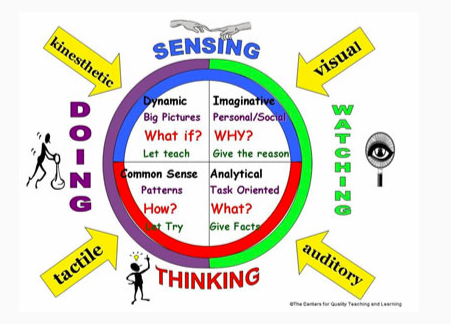 kinesthetic
SENSING
visual
DOING
WATCHING
Dynamic
Big Pictures
What if?
Let teach
Imaginative
Personal/Social
WHY?
Give the reason
Common Sense
Patterns
How?
Let Try
Analytical
Task Oriented
What?
Give Facts
tactile
THINKING
auditory
©The Centers for Quality Teaching and Learning